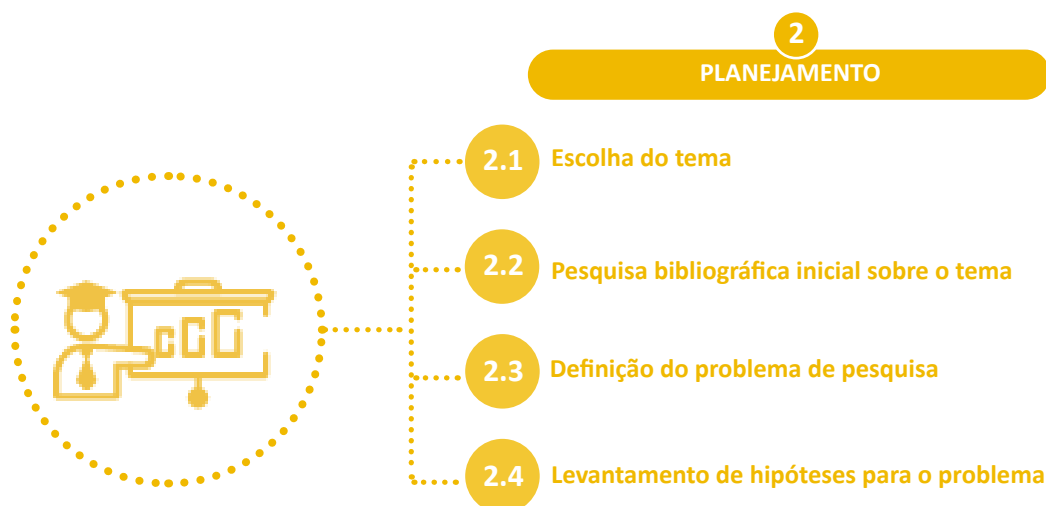 2
PLANEJAMENTO
2.1 Escolha do tema
2.2 Pesquisa bibliográfica inicial sobre o tema
2.3 Definição do problema de pesquisa
2.4 Levantamento de hipóteses para o problema